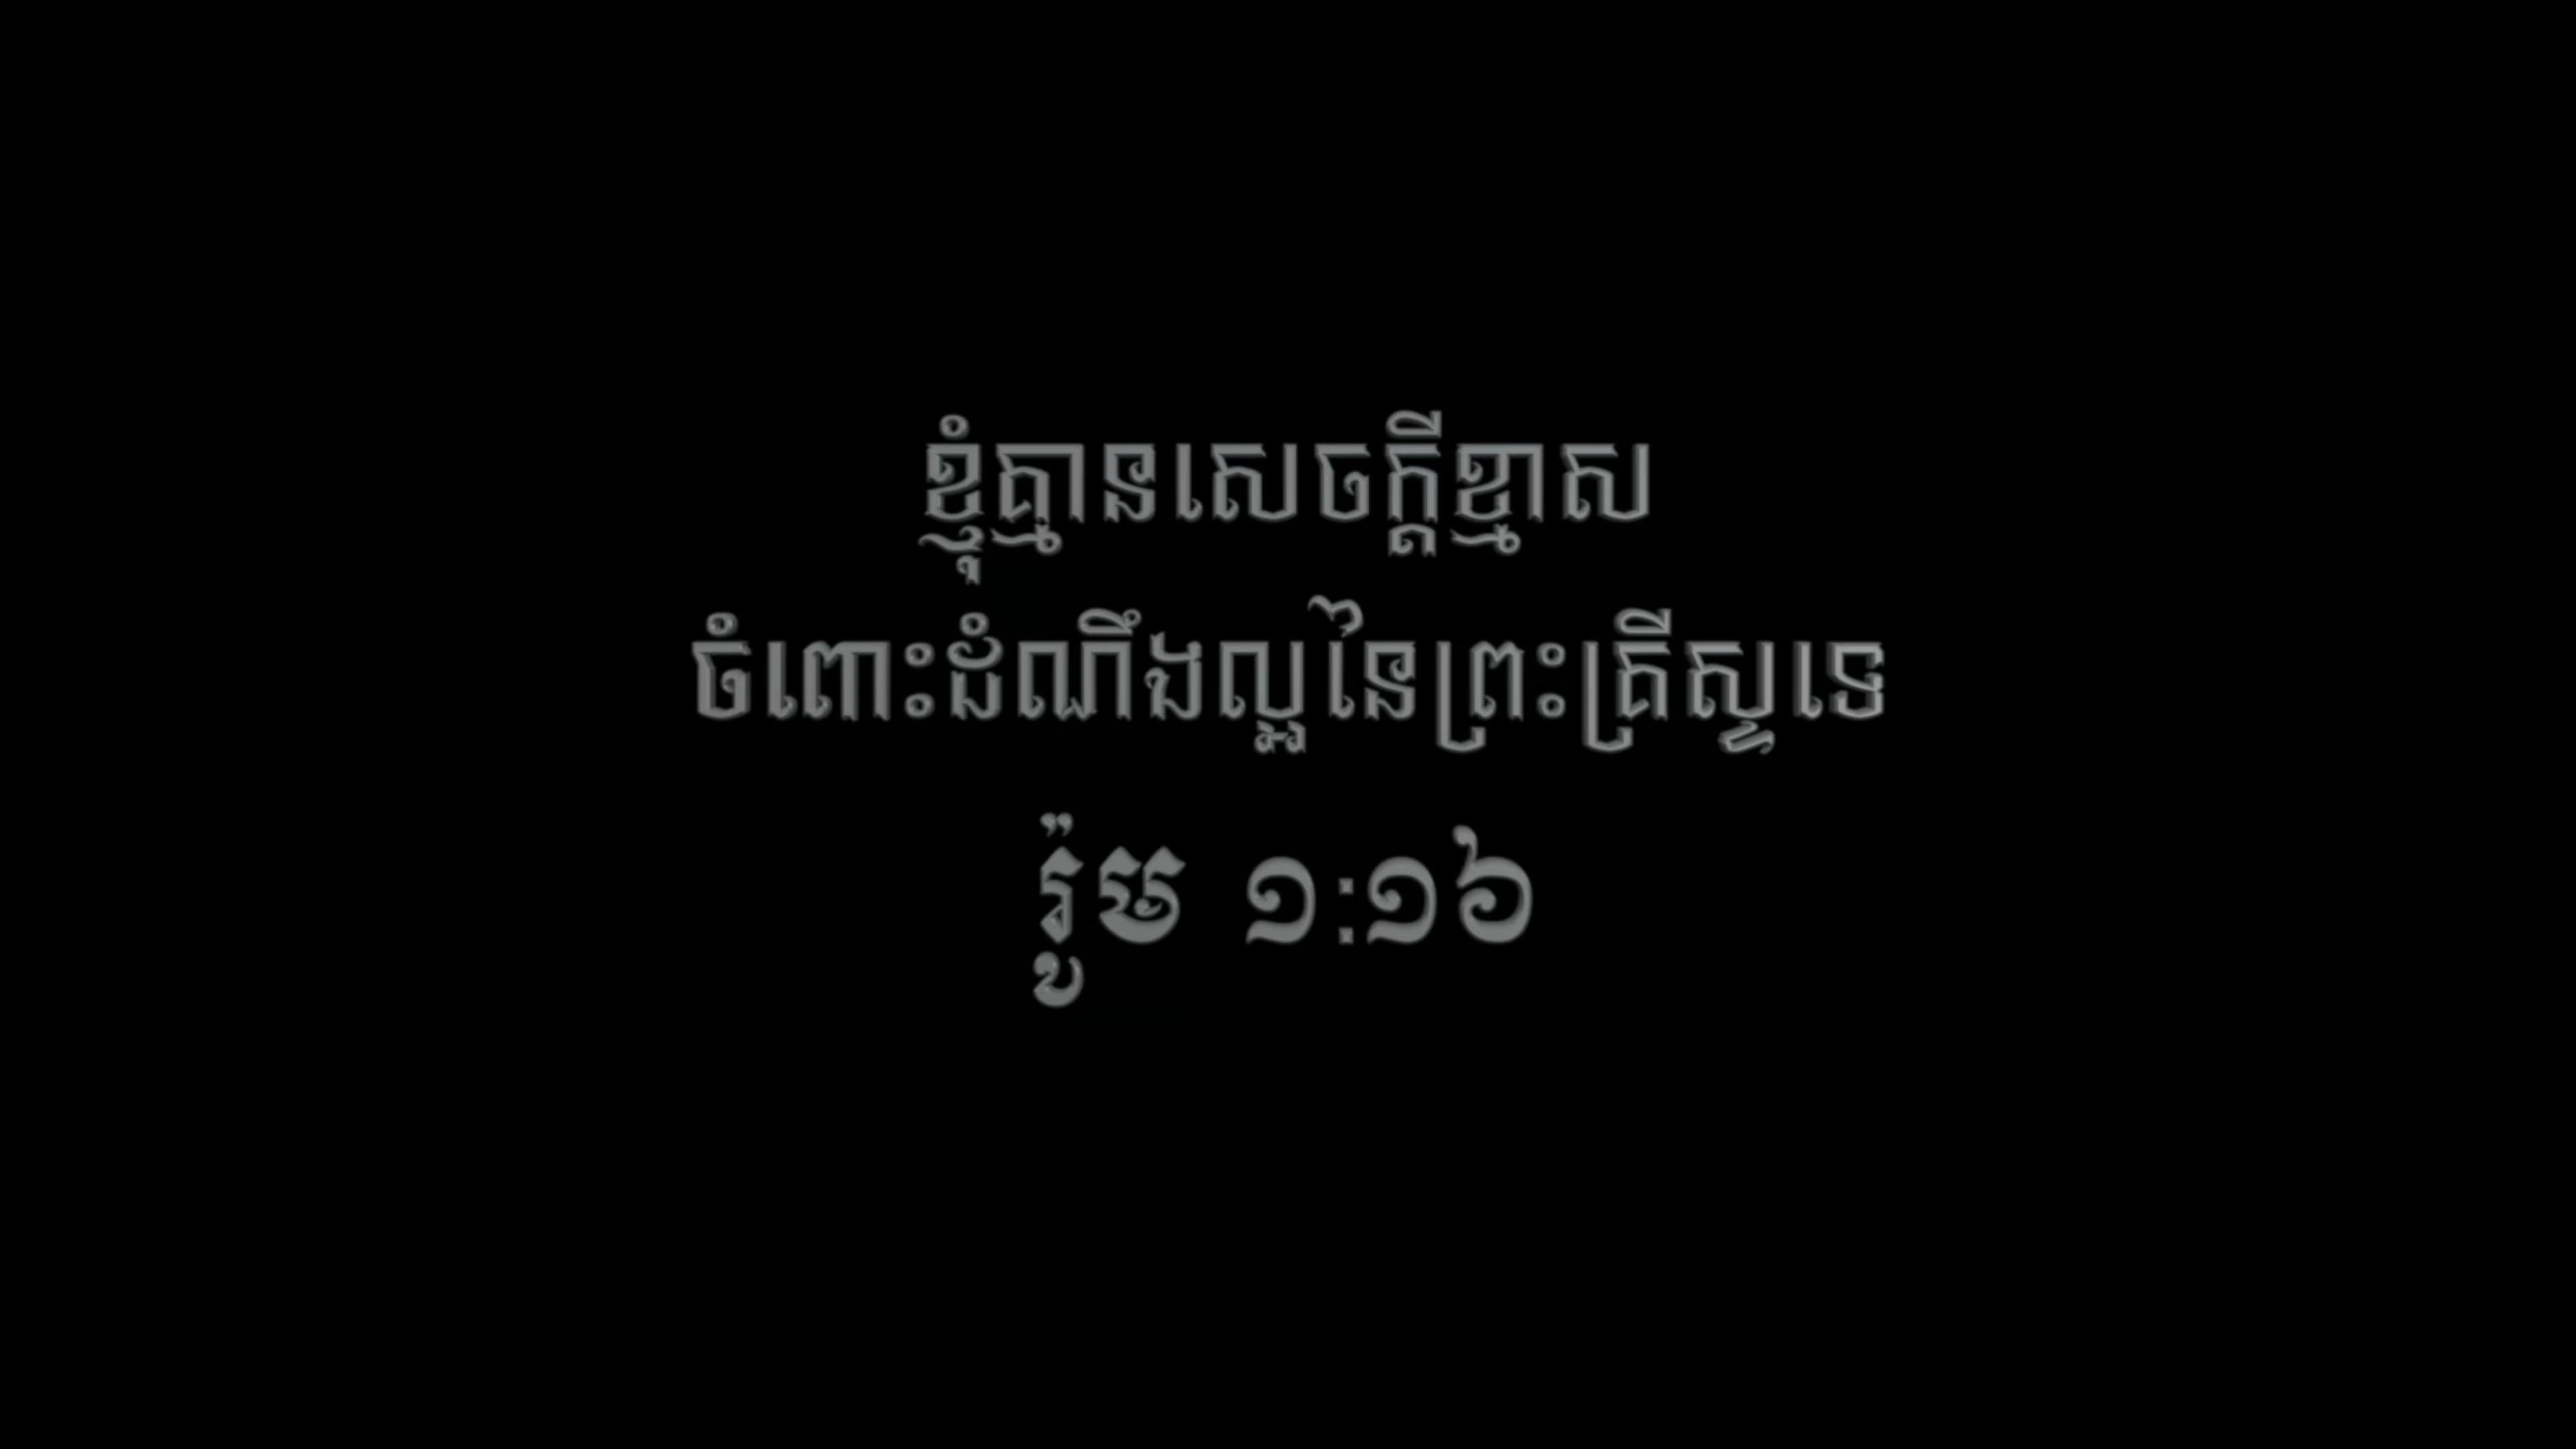 ខ្ញុំគ្មានសេចក្តីខ្មាស
ចំពោះដំណឹងល្អនៃព្រះគ្រីស្ទទេ
រ៉ូម ១:១៦